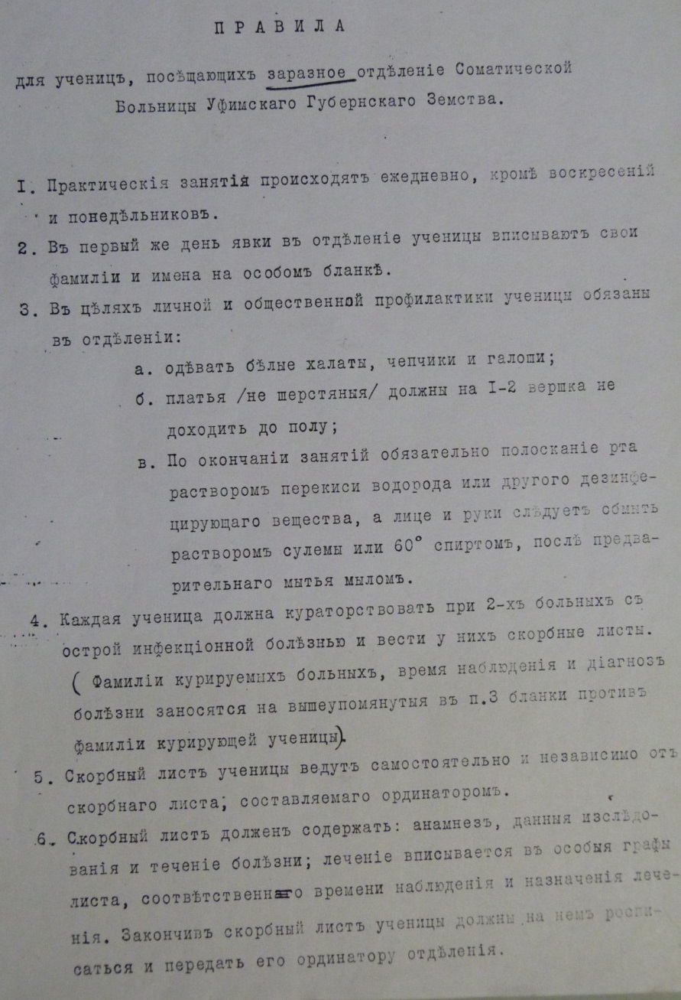 П Р А В И Л А
для ученицъ, посѣщающихъ заразное отдѣленіе Соматической
Больницы Уфимскаго Губернскаго Земства.
I. Практическія занятія происходятъ ежедневно, кромѣ воскресеній
и понедѣльниковъ.
2. Въ первый же день явки въ отдѣленіе ученицы вписываютъ свои
фамиліи и имена на особомъ бланкѣ.
3. Въ цѣляхъ личной и общественной профилактики ученицы обязаны
въ отдѣленіи:
а. одѣвать бѣлые халаты, чепчики и галоши;
б. платья /не шерстяныя/ должны на I-2 вершка не
доходить до полу;
в. По окончаніи занятій обязательно полосканіе рта
растворомъ перекиси водорода или другого дезинфе-
цирующаго вещества, а лице и руки слѣдуетъ обмыть
растворомъ сулемы или 60° спиртомъ, послѣ предва-
рительнаго мытья мыломъ.
4. Каждая ученица должна кураторствовать при 2-хъ больныхъ съ
острой инфекціонной болѣзнью и вести у нихъ скорбные листы.
( Фамиліи курируемыхъ больныхъ, время наблюденія и діагнозъ
болѣзни заносятся на вышеупомянутыя въ п.3 бланки противъ
фамиліи курирующей ученицы).
5. Скорбный листъ ученицы ведутъ самостоятельно и независимо отъ
скорбнаго листа; составляемаго ординаторомъ.
6. Скорбный листъ долженъ содержать: анамнезъ, данныя изслѣдо-
ванія и теченіе болѣзни; леченіе вписывается въ особыя графы
листа, соотвѣтственнаго времени наблюденія и назначенія лече-
нія. Закончивъ скорбный листъ ученицы должны на немъ роспи-
саться и передать его ординатору отдѣленія.